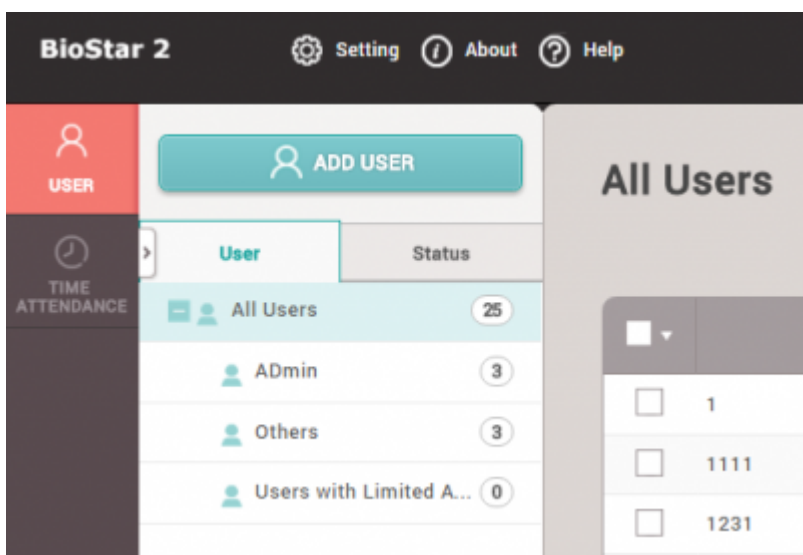 BioStar 2 Setting About Help
USER
TIME
ATTENDANCE
ADD USER
User Status
All Users 25
ADmin 3
Others 3
Users with Limited A... 0
All Users
1
1111
1231